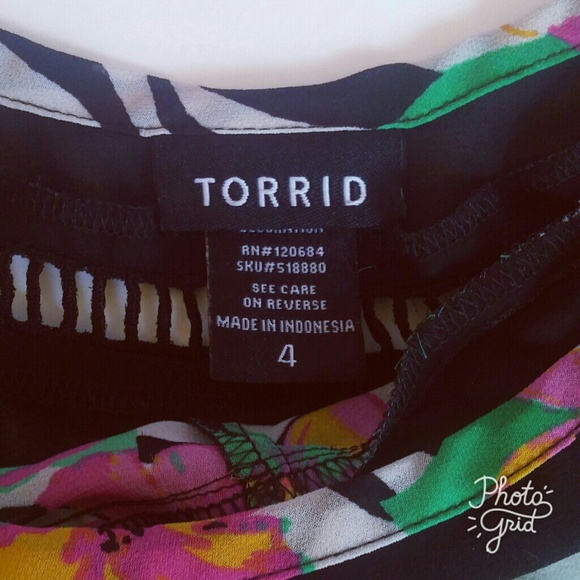 TORRID
RN#120684
SKU#518880
SEE CARE
ON REVERSE
MADE IN INDONESIA
4
Photo
Grid